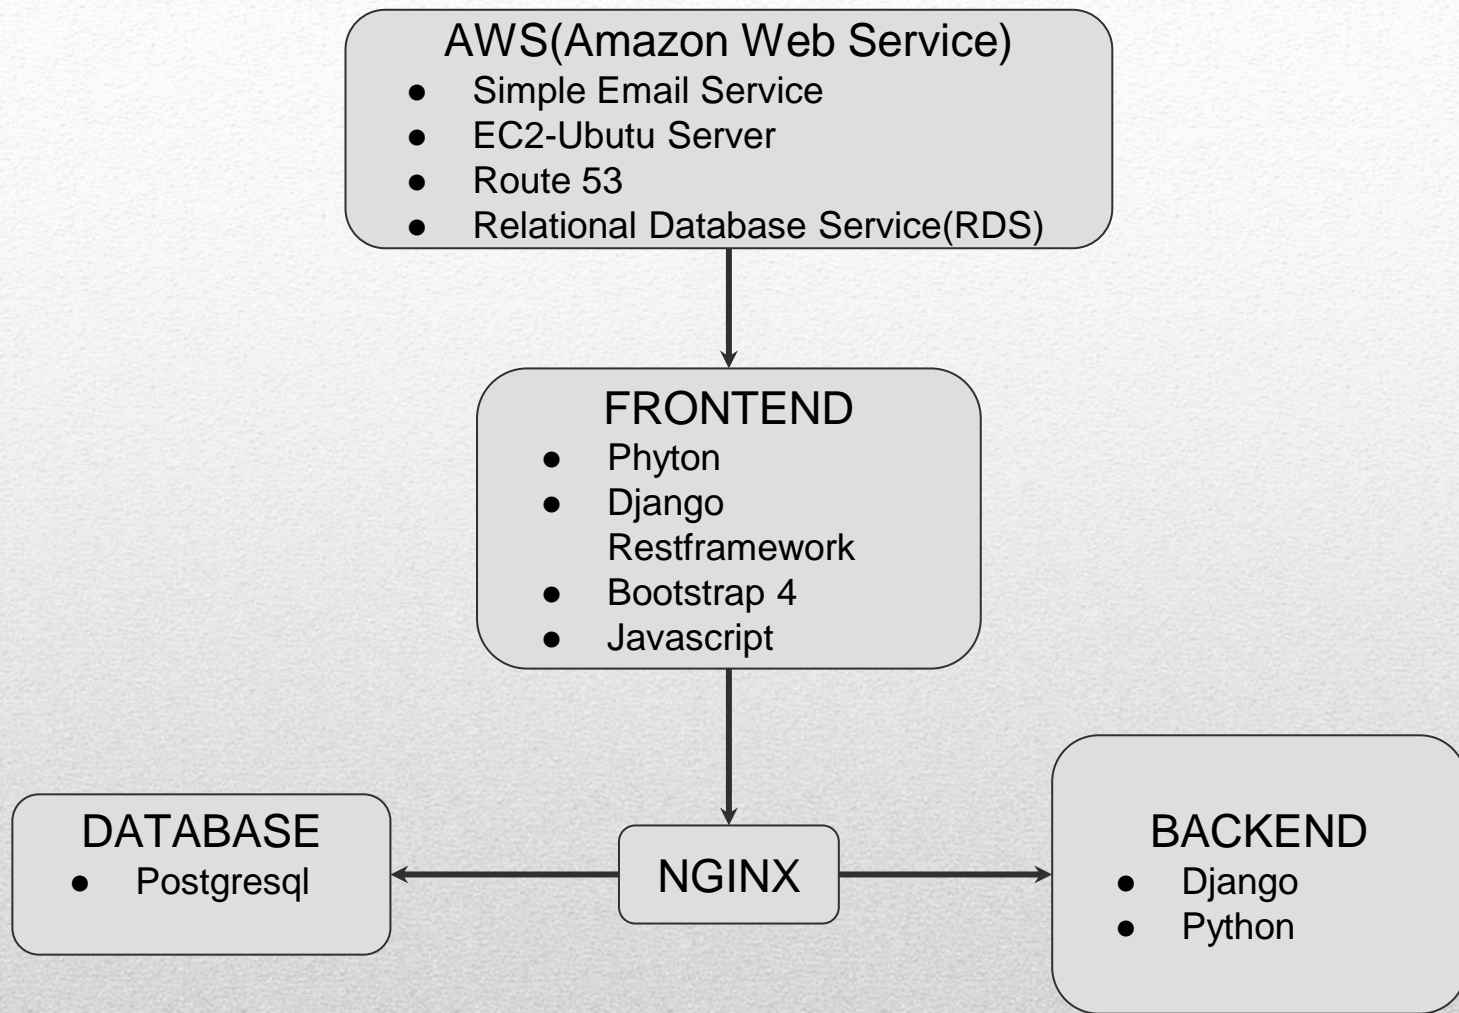 AWS(Amazon Web Service)
● Simple Email Service
● EC2-Ubutu Server
● Route 53
● Relational Database Service(RDS)
FRONTEND
● Phyton
● Django
Restframework
● Bootstrap 4
● Javascript
DATABASE
● Postgresql
NGINX
BACKEND
● Django
● Python